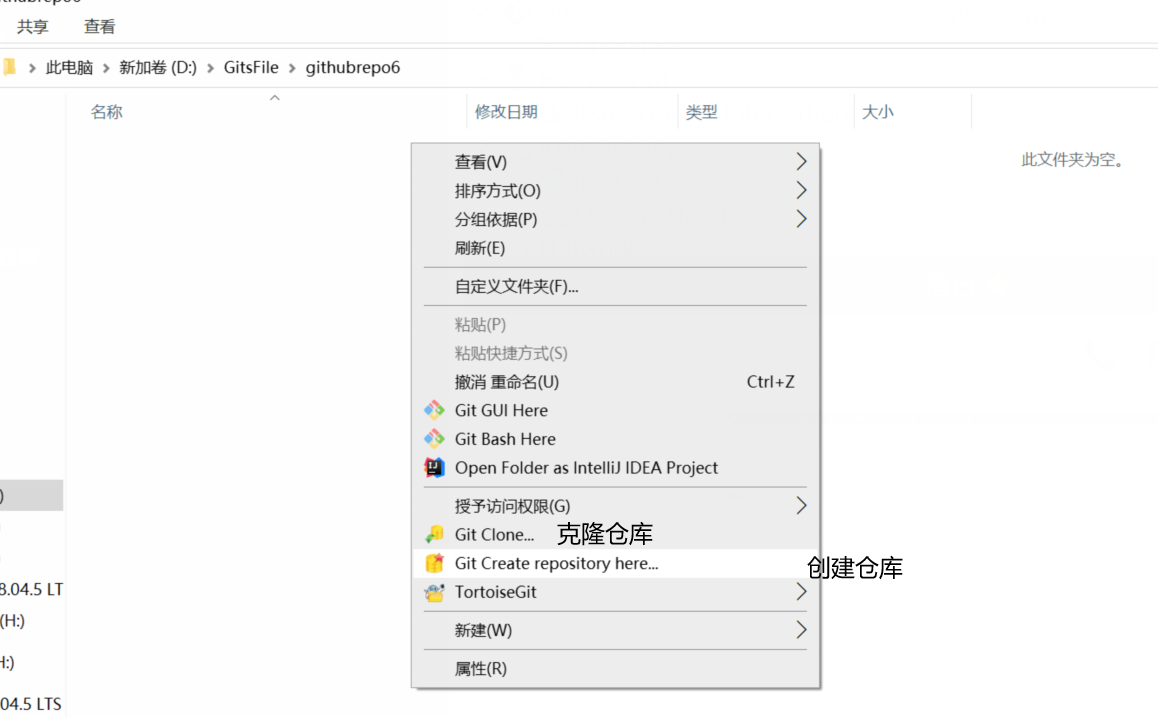 共享 查看
此电脑 新加卷 (D:) GitsFile githubrepo6
名称 修改日期 类型 大小
此文件夹为空。
查看(V)
排序方式(O)
分组依据(P)
刷新(E)
自定义文件夹(F)...
粘贴(P)
粘贴快捷方式(S)
撤消 重命名(U) Ctrl+Z
Git GUI Here
Git Bash Here
Open Folder as IntelliJ IDEA Project
授予访问权限(G)
Git Clone... 克隆仓库
Git Create repository here... 创建仓库
TortoiseGit
新建(W)
属性(R)
8.04.5 LT
(H:)
H:)
04.5 LTS